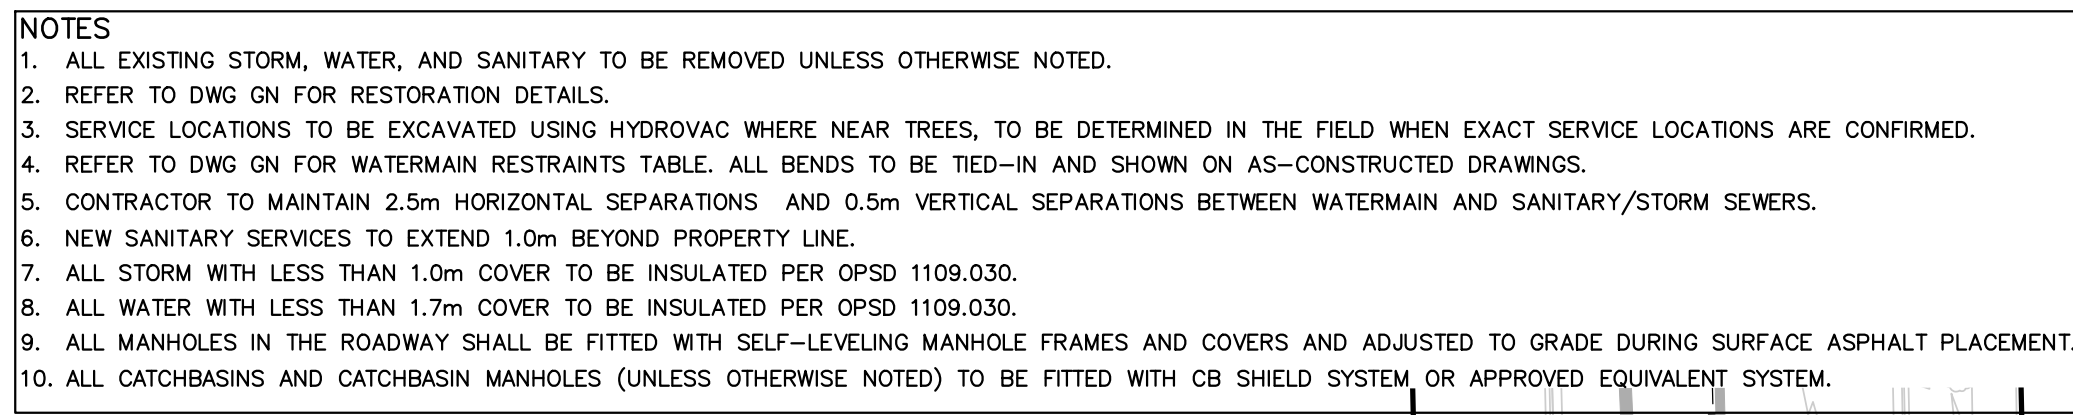 NOTES
1. ALL EXISTING STORM, WATER, AND SANITARY TO BE REMOVED UNLESS OTHERWISE NOTED.
2. REFER TO DWG GN FOR RESTORATION DETAILS.
3. SERVICE LOCATIONS TO BE EXCAVATED USING HYDROVAC WHERE NEAR TREES, TO BE DETERMINED IN THE FIELD WHEN EXACT SERVICE LOCATIONS ARE CONFIRMED.
4. REFER TO DWG GN FOR WATERMAIN RESTRAINTS TABLE. ALL BENDS TO BE TIED-IN AND SHOWN ON AS-CONSTRUCTED DRAWINGS.
5. CONTRACTOR TO MAINTAIN 2.5m HORIZONTAL SEPARATIONS AND 0.5m VERTICAL SEPARATIONS BETWEEN WATERMAIN AND SANITARY/STORM SEWERS.
6. NEW SANITARY SERVICES TO EXTEND 1.0m BEYOND PROPERTY LINE.
7. ALL STORM WITH LESS THAN 1.0m COVER TO BE INSULATED PER OPSD 1109.030.
8. ALL WATER WITH LESS THAN 1.7m COVER TO BE INSULATED PER OPSD 1109.030.
9. ALL MANHOLES IN THE ROADWAY SHALL BE FITTED WITH SELF-LEVELING MANHOLE FRAMES AND COVERS AND ADJUSTED TO GRADE DURING SURFACE ASPHALT PLACEMENT.
10. ALL CATCHBASINS AND CATCHBASIN MANHOLES (UNLESS OTHERWISE NOTED) TO BE FITTED WITH CB SHIELD SYSTEM OR APPROVED EQUIVALENT SYSTEM.